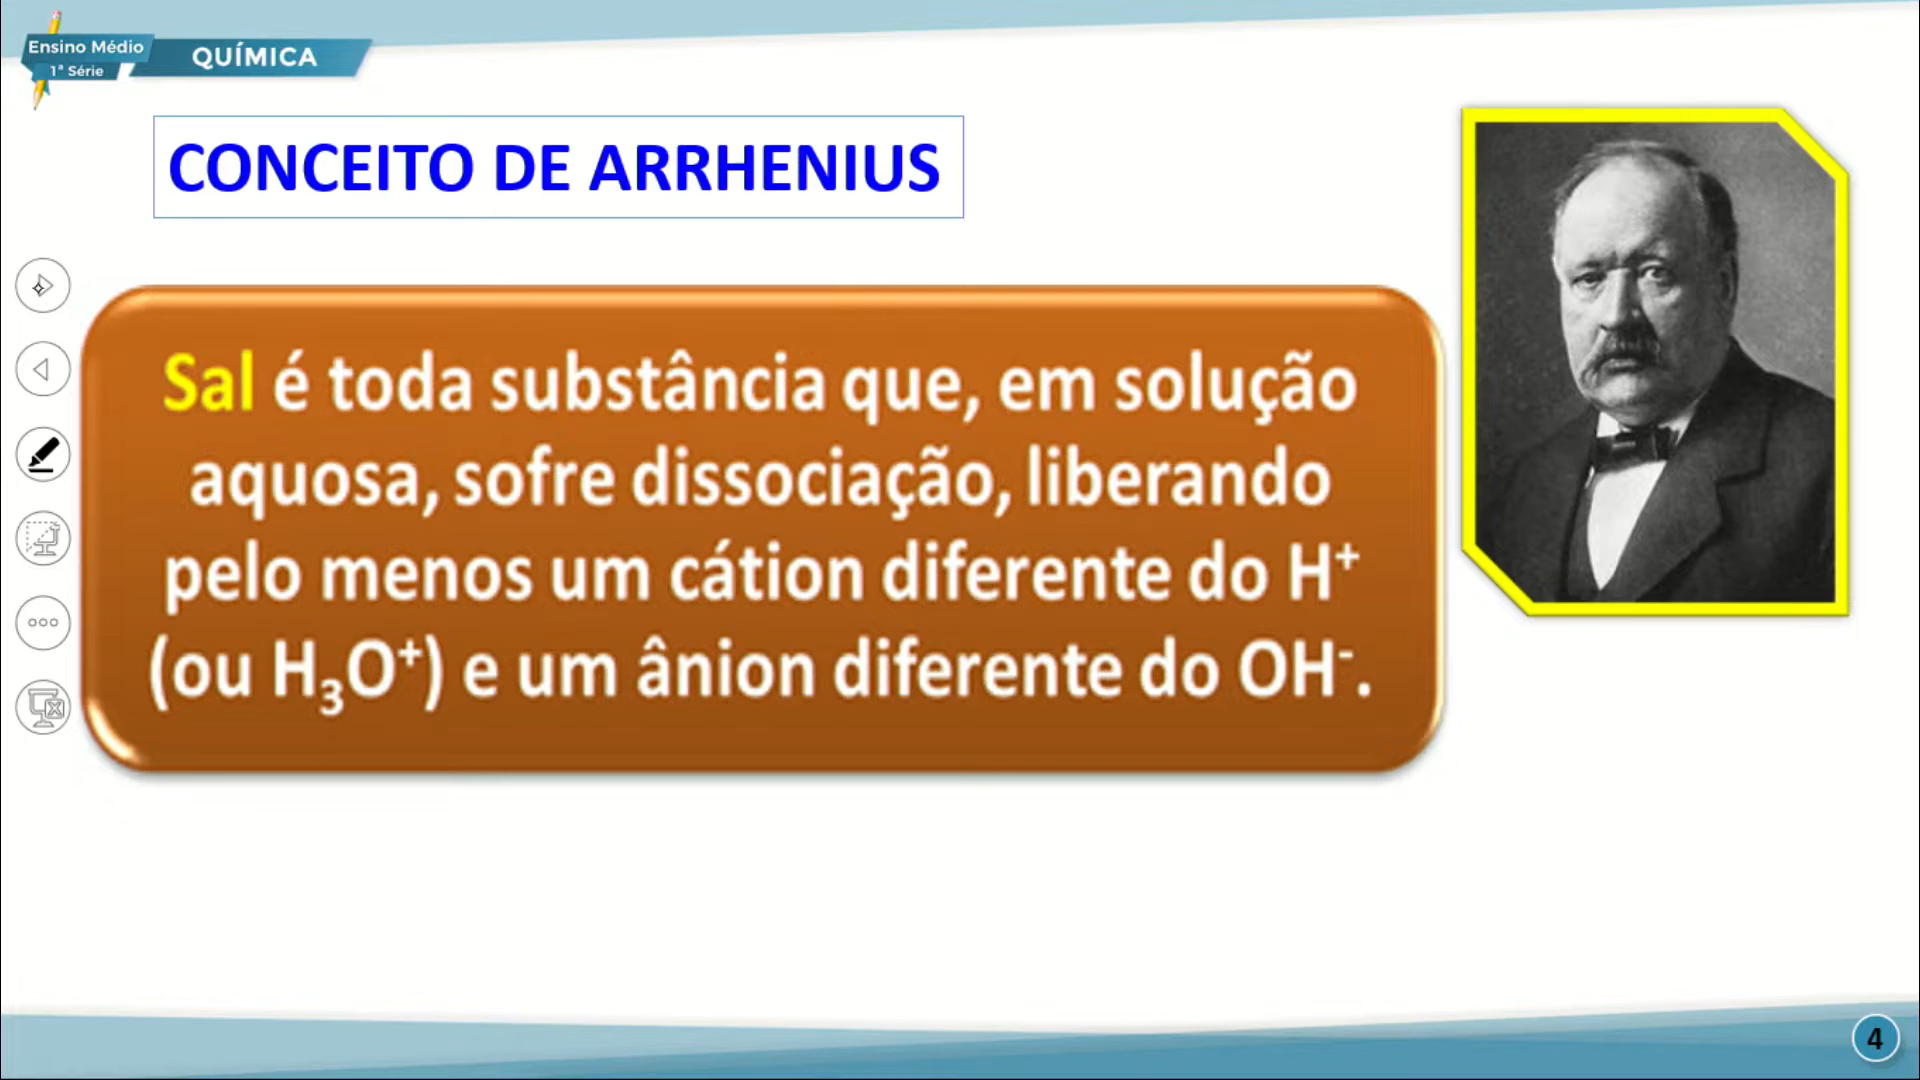 Ensino Médio
1ª Série
QUÍMICA
CONCEITO DE ARRHENIUS
Sal é toda substância que, em solução
aquosa, sofre dissociação, liberando
pelo menos um cátion diferente do H⁺
(ou H₃O⁺) e um ânion diferente do OH⁻.
4